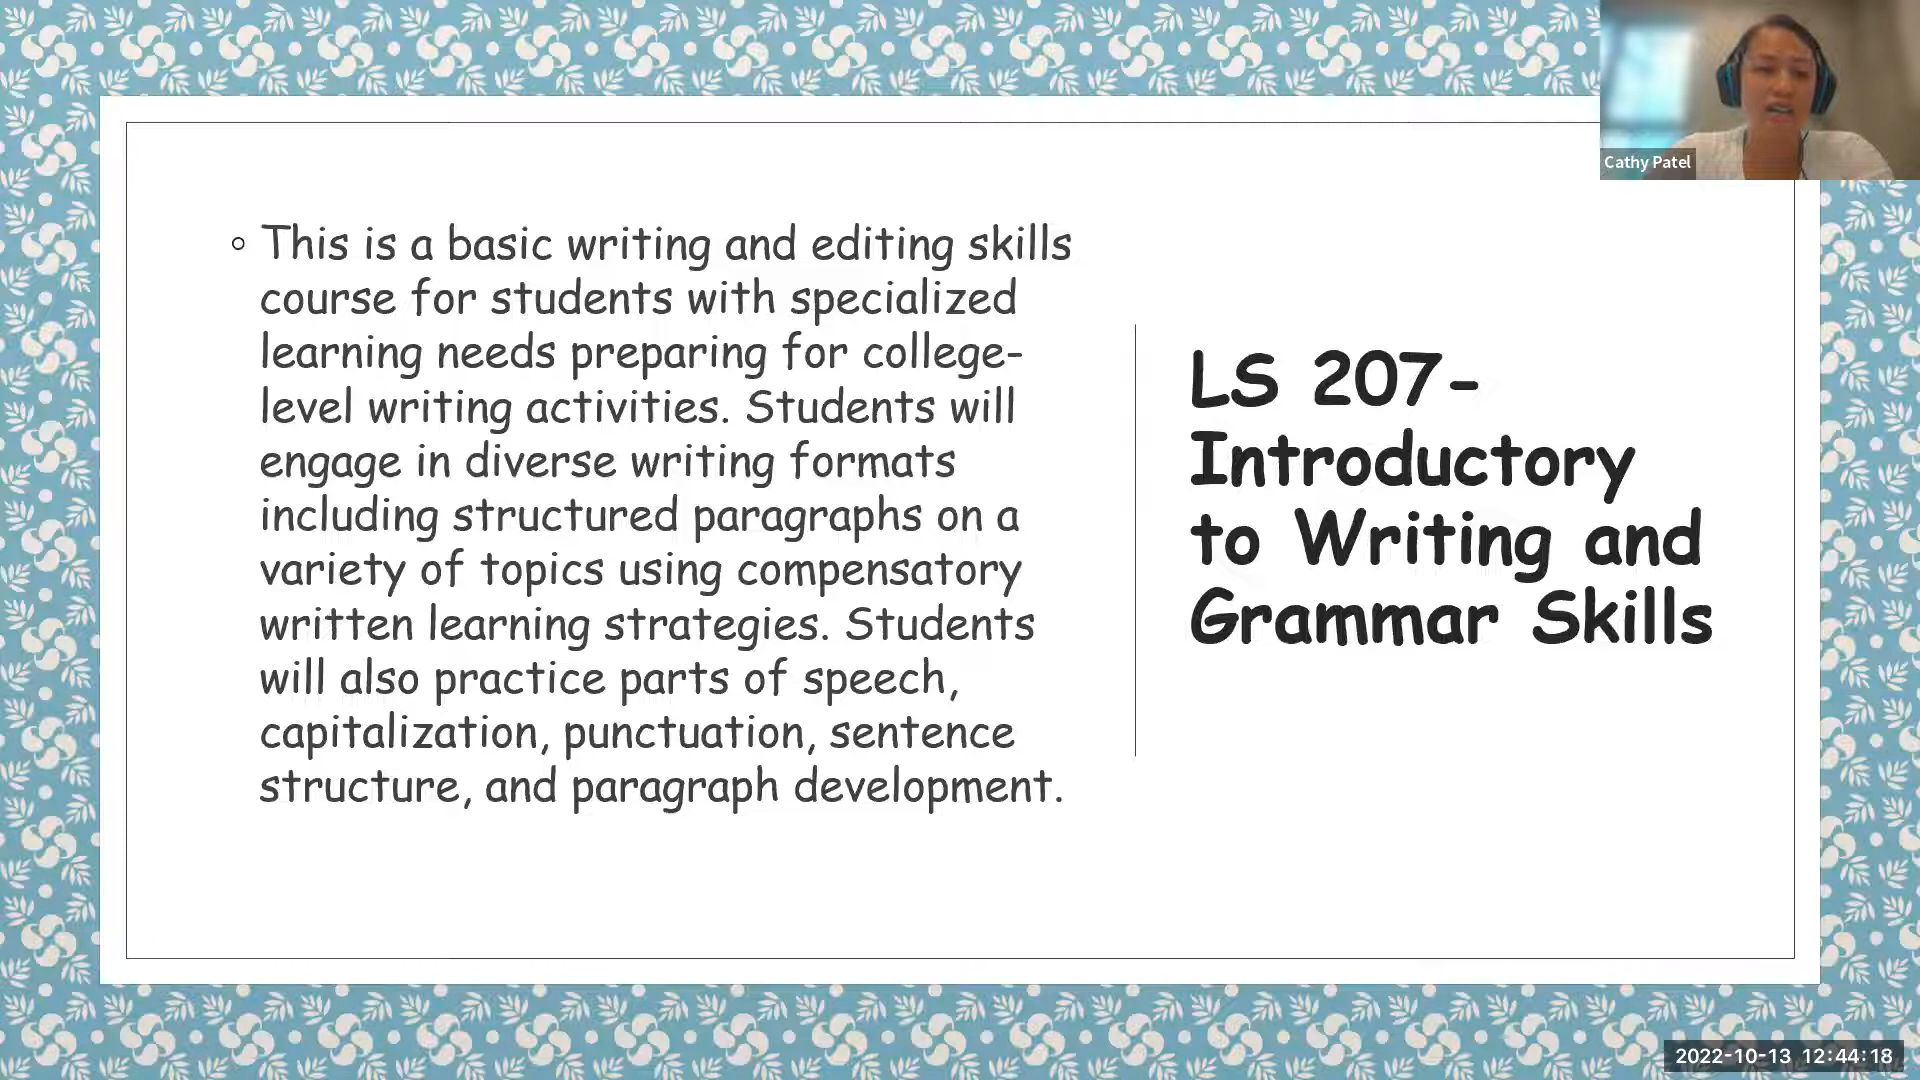 This is a basic writing and editing skills
course for students with specialized
learning needs preparing for college-
level writing activities. Students will
engage in diverse writing formats
including structured paragraphs on a
variety of topics using compensatory
written learning strategies. Students
will also practice parts of speech,
capitalization, punctuation, sentence
structure, and paragraph development.
LS 207-
Introductory
to Writing and
Grammar Skills
Cathy Patel
2022-10-13 12:44:18